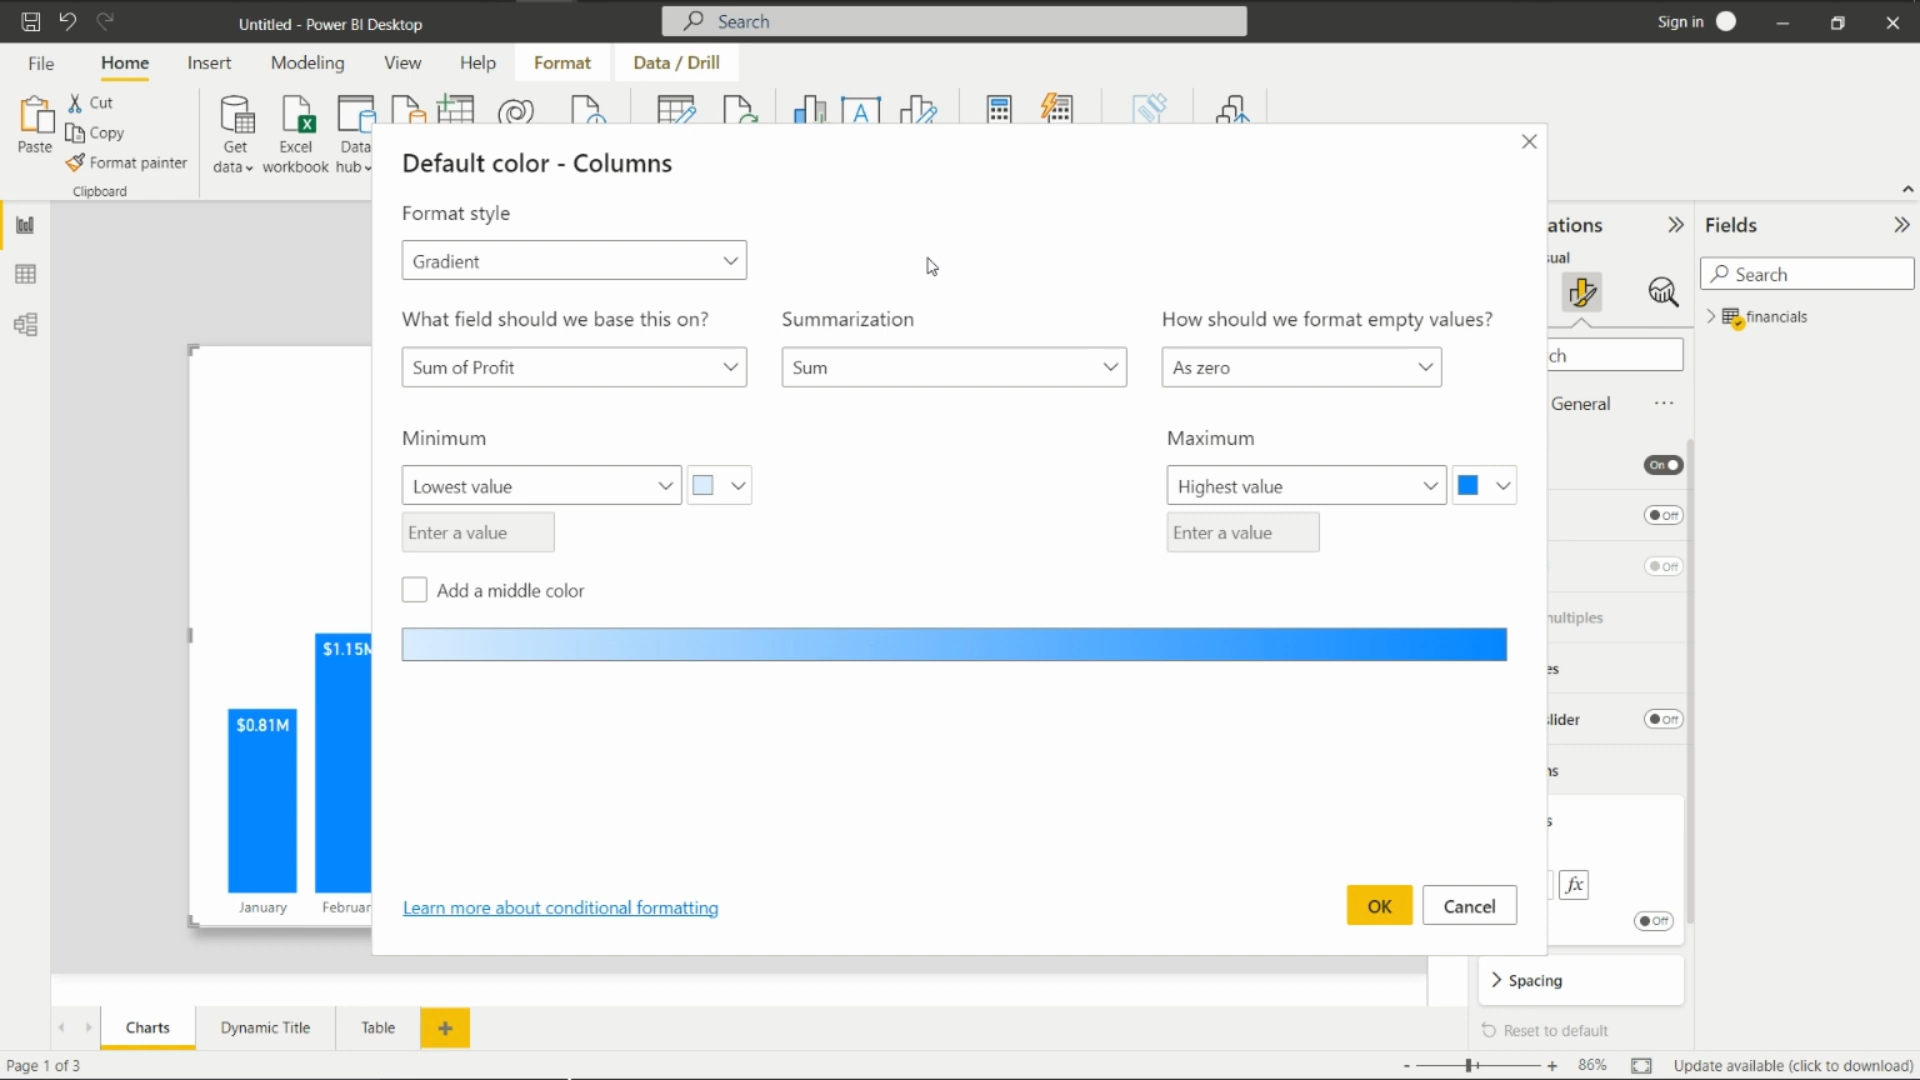 Untitled - Power BI Desktop
Search
Sign in
File
Home
Insert
Modeling
View
Help
Format
Data / Drill
Paste
Cut
Copy
Format painter
Clipboard
Get
data
Excel
workbook
Data
hub
Default color - Columns
Format style
Gradient
What field should we base this on?
Summarization
How should we format empty values?
Sum of Profit
Sum
As zero
Minimum
Maximum
Lowest value
Highest value
Enter a value
Enter a value
Add a middle color
Learn more about conditional formatting
OK
Cancel
$0.81M
$1.15M
January
Februar
ations
sual
ch
General
On
Off
Off
multiples
es
slider
Off
ns
s
fx
Off
Spacing
Reset to default
Fields
Search
financials
Charts
Dynamic Title
Table
+
Page 1 of 3
- + 86%
Update available (click to download)